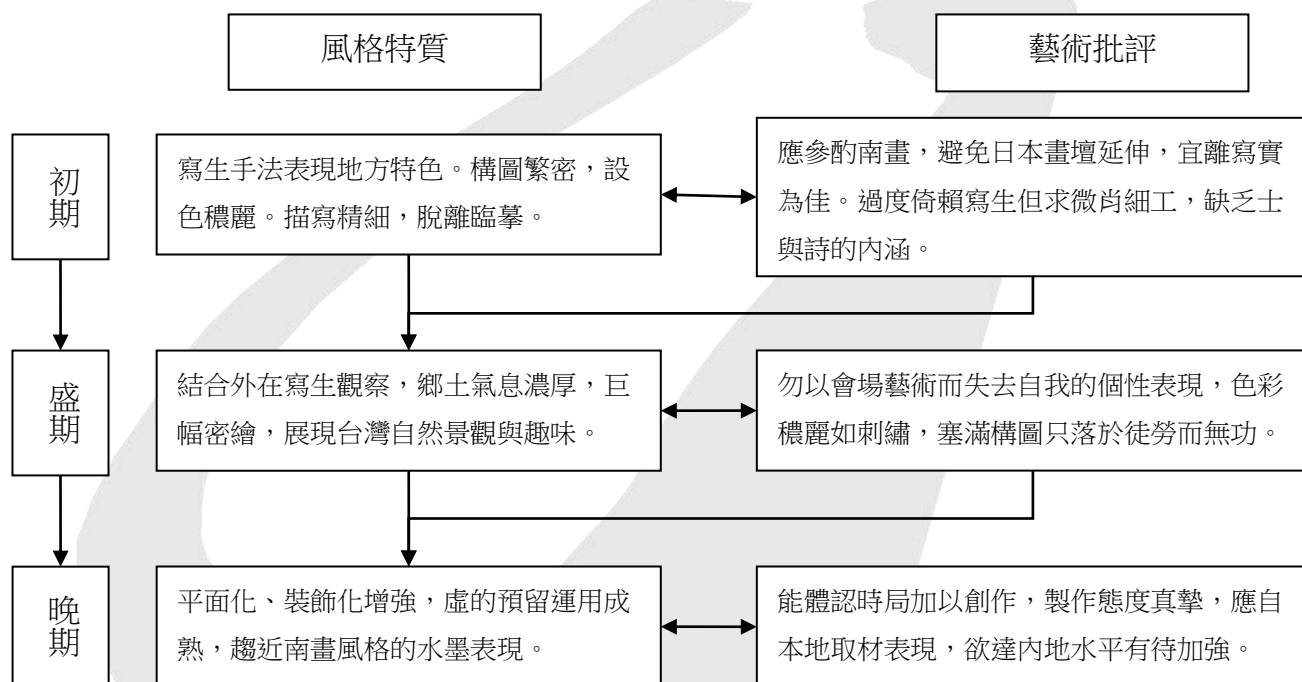 風格特質
藝術批評
初期
寫生手法表現地方特色。構圖繁密，設
色穠麗。描寫精細，脫離臨摹。
應參酌南畫，避免日本畫壇延伸，宜離寫實
為佳。過度倚賴寫生但求微肖細工，缺乏士
與詩的內涵。
盛期
結合外在寫生觀察，鄉土氣息濃厚，巨
幅密繪，展現台灣自然景觀與趣味。
勿以會場藝術而失去自我的個性表現，色彩
穠麗如刺繡，塞滿構圖只落於徒勞而無功。
晚期
平面化、裝飾化增強，虛的預留運用成
熟，趨近南畫風格的水墨表現。
能體認時局加以創作，製作態度真摯，應自
本地取材表現，欲達內地水平有待加強。